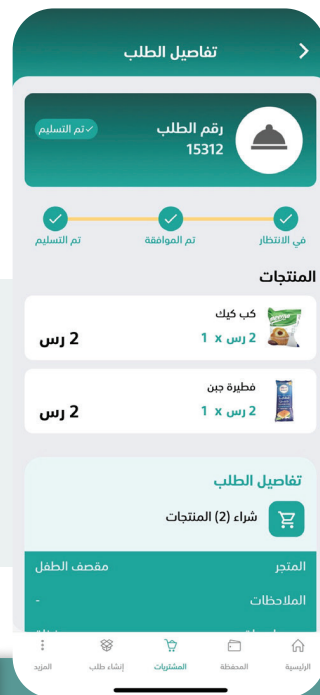 تفاصيل الطلب
رقم الطلب
15312
تم التسليم
في الانتظار
تم الموافقة
تم التسليم
المنتجات
كب كيك
2 رس x 1
2 رس
فطيرة جبن
2 رس x 1
2 رس
تفاصيل الطلب
شراء (2) المنتجات
المتجر
مقصف الطفل
الملاحظات
-
الرئيسية
المحفظة
المشتريات
إنشاء طلب
المزيد